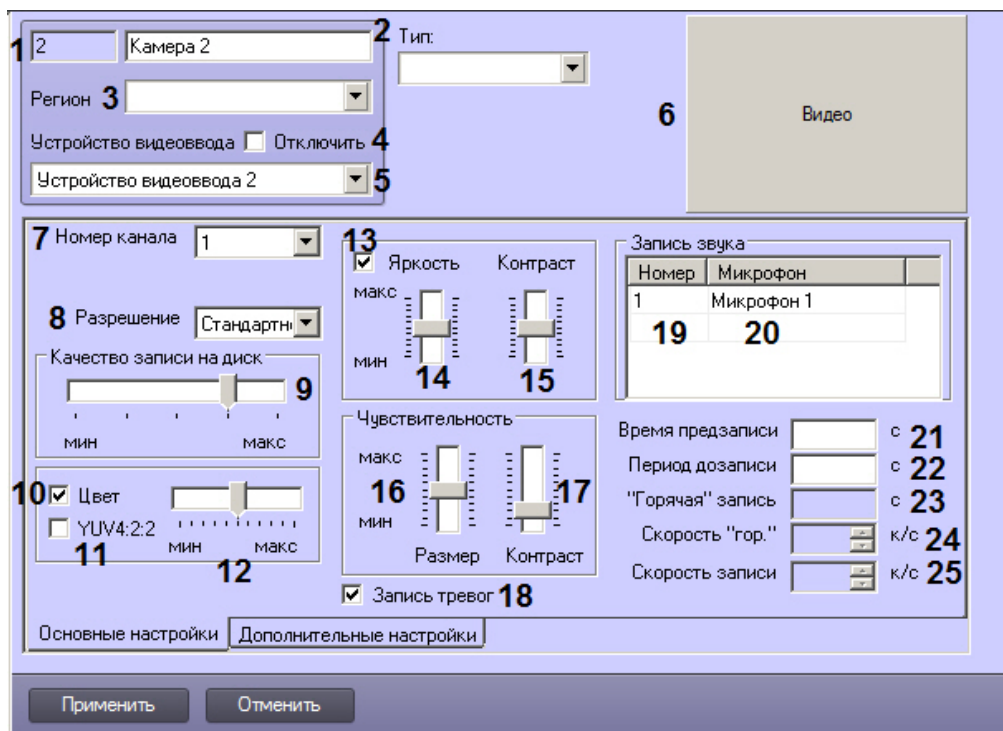 1 2 Камера 2 2 Тип:
Регион 3
6 Видео
Устройство видеоввода Отключить 4
Устройство видеоввода 2 5
7 Номер канала 1
8 Разрешение Стандартн
Качество записи на диск
9
мин макс
10 Цвет
YUV4:2:2
11 мин макс
12
13
Яркость Контраст
макс
мин
14 15
Чувствительность
макс
16 17
мин
Размер Контраст
Запись тревог 18
Запись звука
Номер Микрофон
1 Микрофон 1
19 20
Время предзаписи с 21
Период дозаписи с 22
"Горячая" запись с 23
Скорость "гор." к/с 24
Скорость записи к/с 25
Основные настройки Дополнительные настройки
Применить Отменить